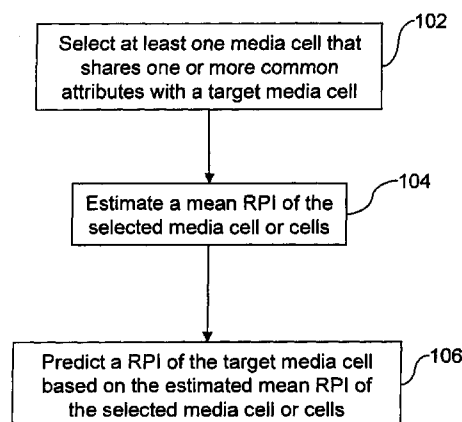 102
Select at least one media cell that
shares one or more common
attributes with a target media cell
104
Estimate a mean RPI of the
selected media cell or cells
Predict a RPI of the target media cell
based on the estimated mean RPI of
the selected media cell or cells
106